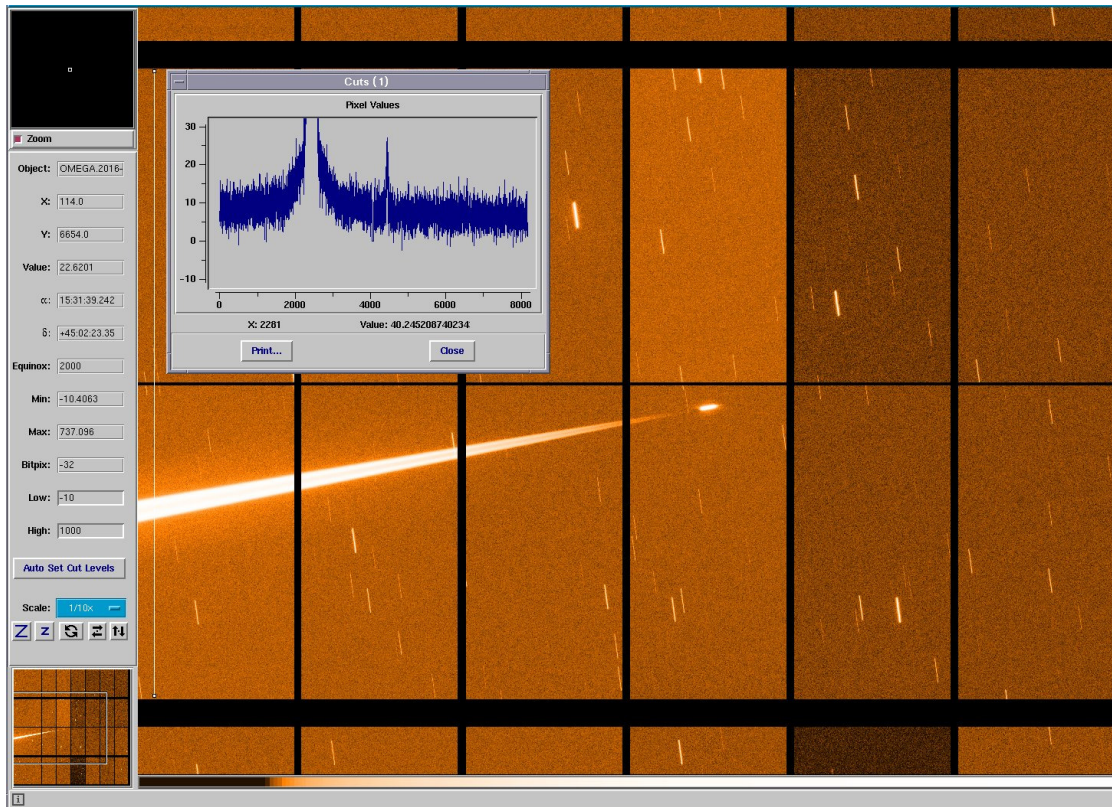 Cuts (1)
Pixel Values
30
20
10
0
-10
0 2000 4000 6000 8000
X: 2281 Value: 40.245208740234
Print... Close
Zoom
Object: OMEGA.2016-
X: 114.0
Y: 6654.0
Value: 22.6201
α: 15:31:39.242
δ: +45:02:23.35
Equinox: 2000
Min: -10.4063
Max: 737.096
Bitpix: -32
Low: -10
High: 1000
Auto Set Cut Levels
Scale: 1/10x
Z z
i